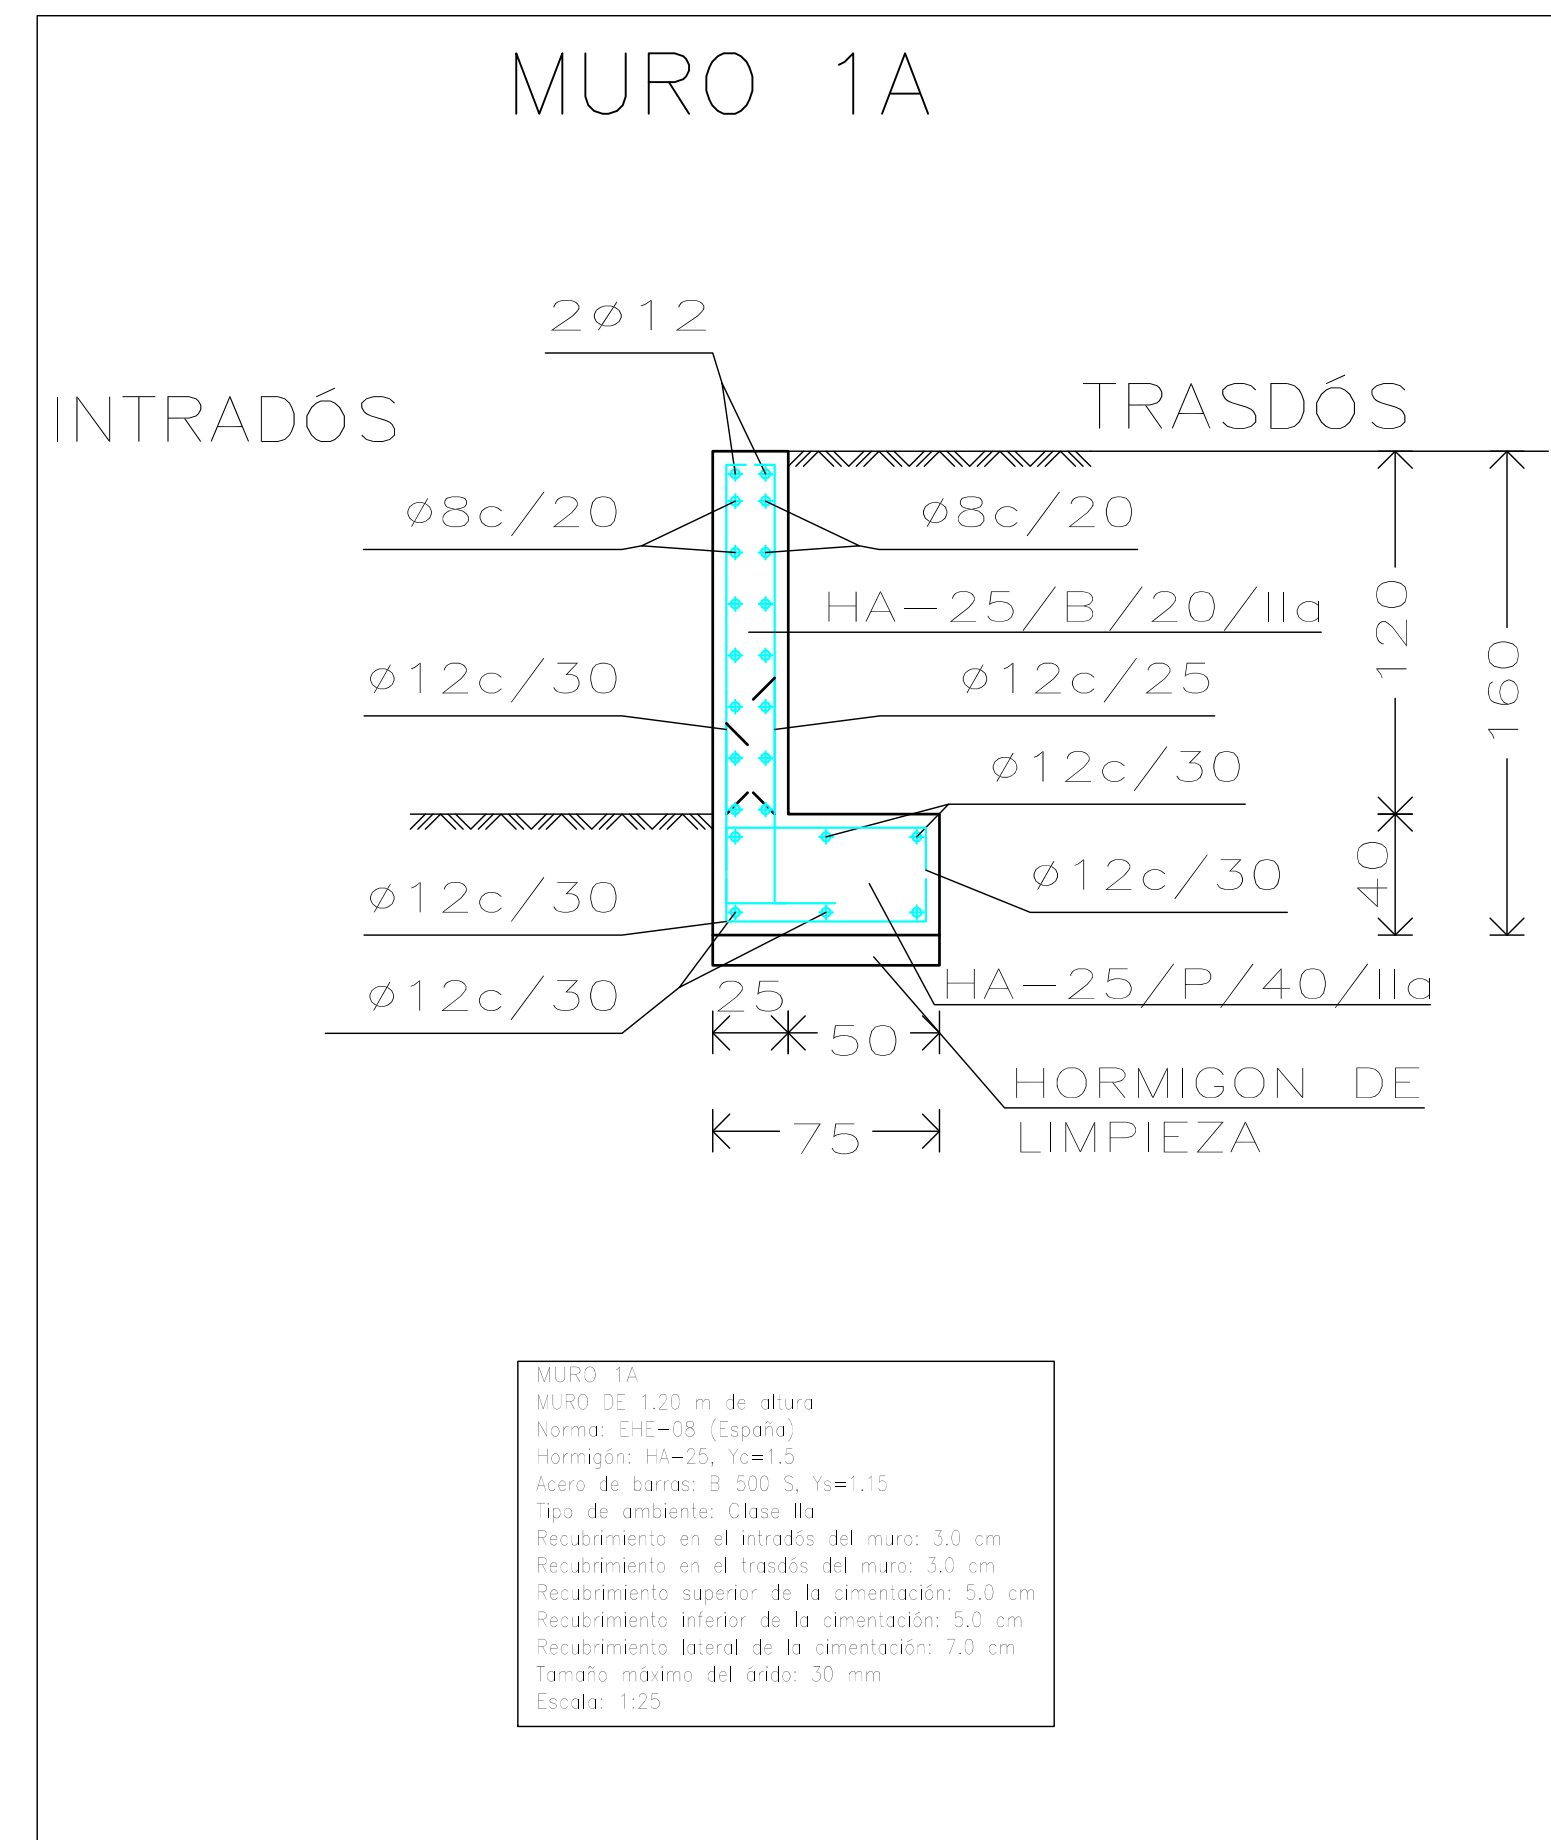 MURO 1A
2ø12
INTRADÓS
TRASDÓS
ø8c/20
ø8c/20
HA-25/B/20/IIa
120
160
ø12c/30
ø12c/25
ø12c/30
ø12c/30
ø12c/30
40
ø12c/30
25
HA-25/P/40/IIa
50
HORMIGON DE
LIMPIEZA
75
MURO 1A
MURO DE 1.20 m de altura
Norma: EHE-08 (España)
Hormigón: HA-25, Yc=1.5
Acero de barras: B 500 S, Ys=1.15
Tipo de ambiente: Clase IIa
Recubrimiento en el intradós del muro: 3.0 cm
Recubrimiento en el trasdós del muro: 3.0 cm
Recubrimiento superior de la cimentación: 5.0 cm
Recubrimiento inferior de la cimentación: 5.0 cm
Recubrimiento lateral de la cimentación: 7.0 cm
Tamaño máximo del árido: 30 mm
Escala: 1:25